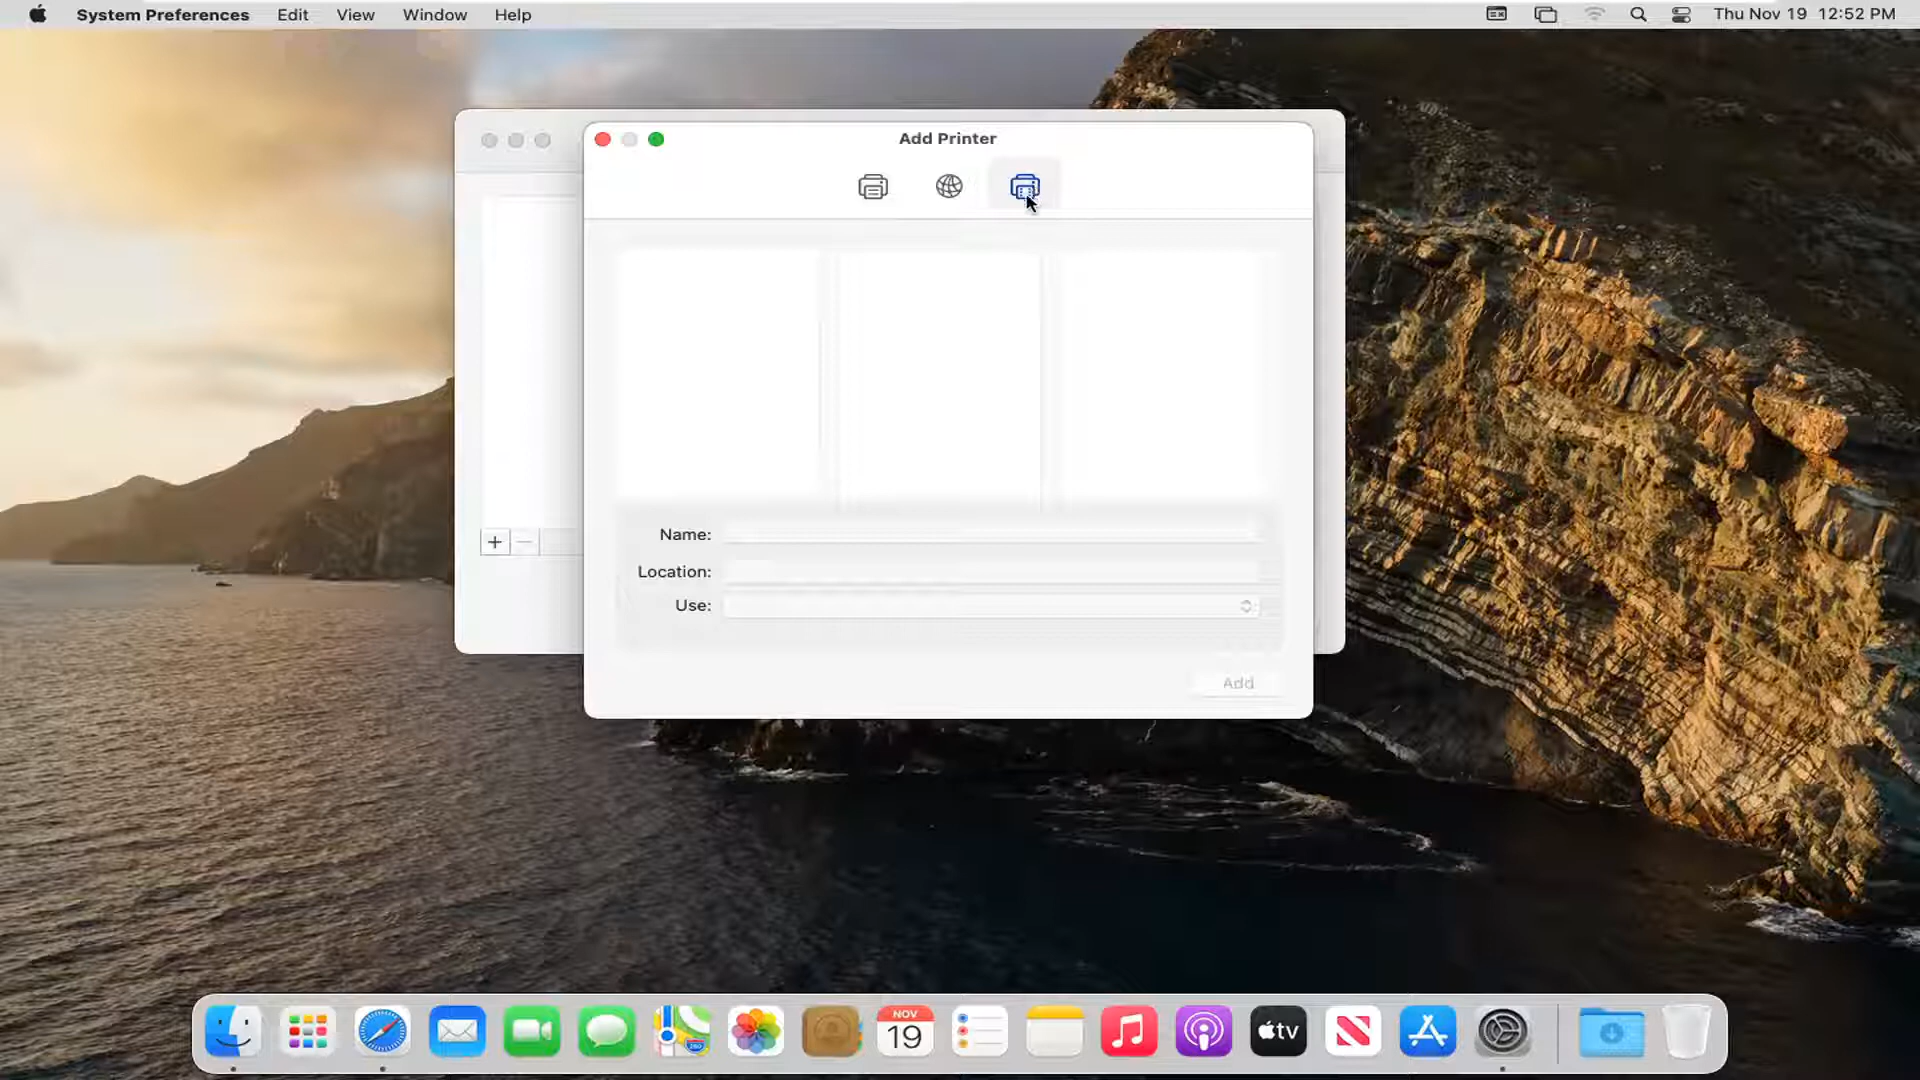 System Preferences Edit View Window Help Thu Nov 19 12:52 PM
Add Printer
Name:
Location:
Use:
Add
NOV
19
tv